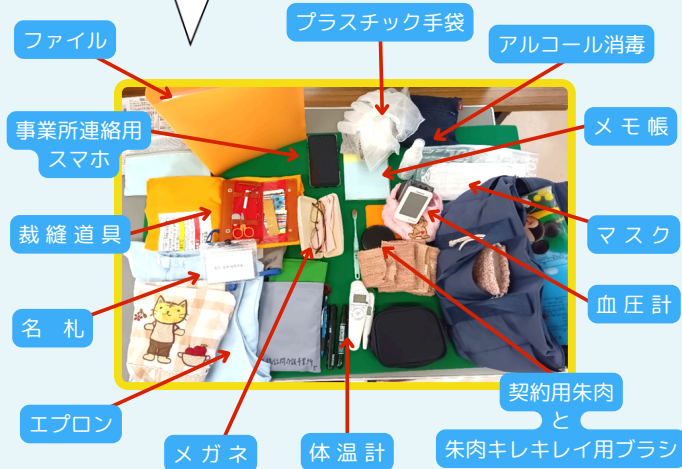 ファイル
プラスチック手袋
アルコール消毒
事業所連絡用
スマホ
メモ帳
裁縫道具
マスク
名 札
血圧計
エプロン
メガネ
体温計
契約用朱肉
と
朱肉キレキレイ用ブラシ